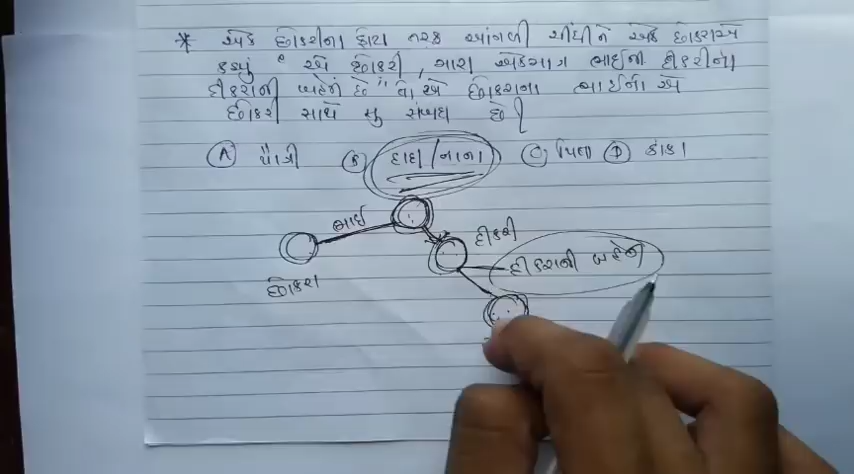 * એક છોકરીના ફોટા તરફ આંગળી ચીંધીને એક છોકરાએ
કહ્યું "એ છોકરી, મારા એકમાત્ર ભાઈની દીકરીના
દીકરાની બહેન છે" તો એ છોકરાના ભાઈના એ
છોકરી સાથે શુ સંબધ છે
(A) પૌત્રી (B) દાદા/નાના (C) પિતા (D) કાકા
ભાઈ
દીકરી
દીકરાની બહેન
છોકરો